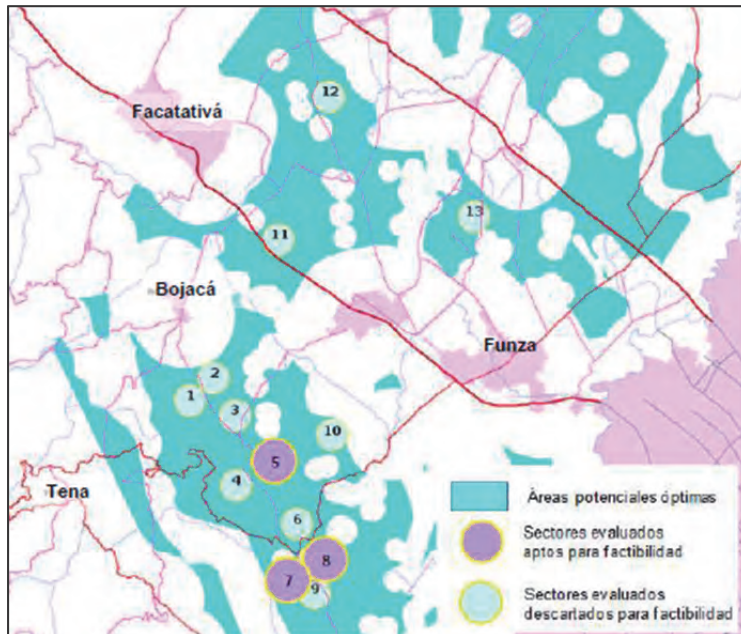 12
Facatativá
13
11
Bojacá
Funza
2
1
3
10
5
4
Tena
6
8
7
9
Áreas potenciales óptimas
Sectores evaluados
aptos para factibilidad
Sectores evaluados
descartados para factibilidad